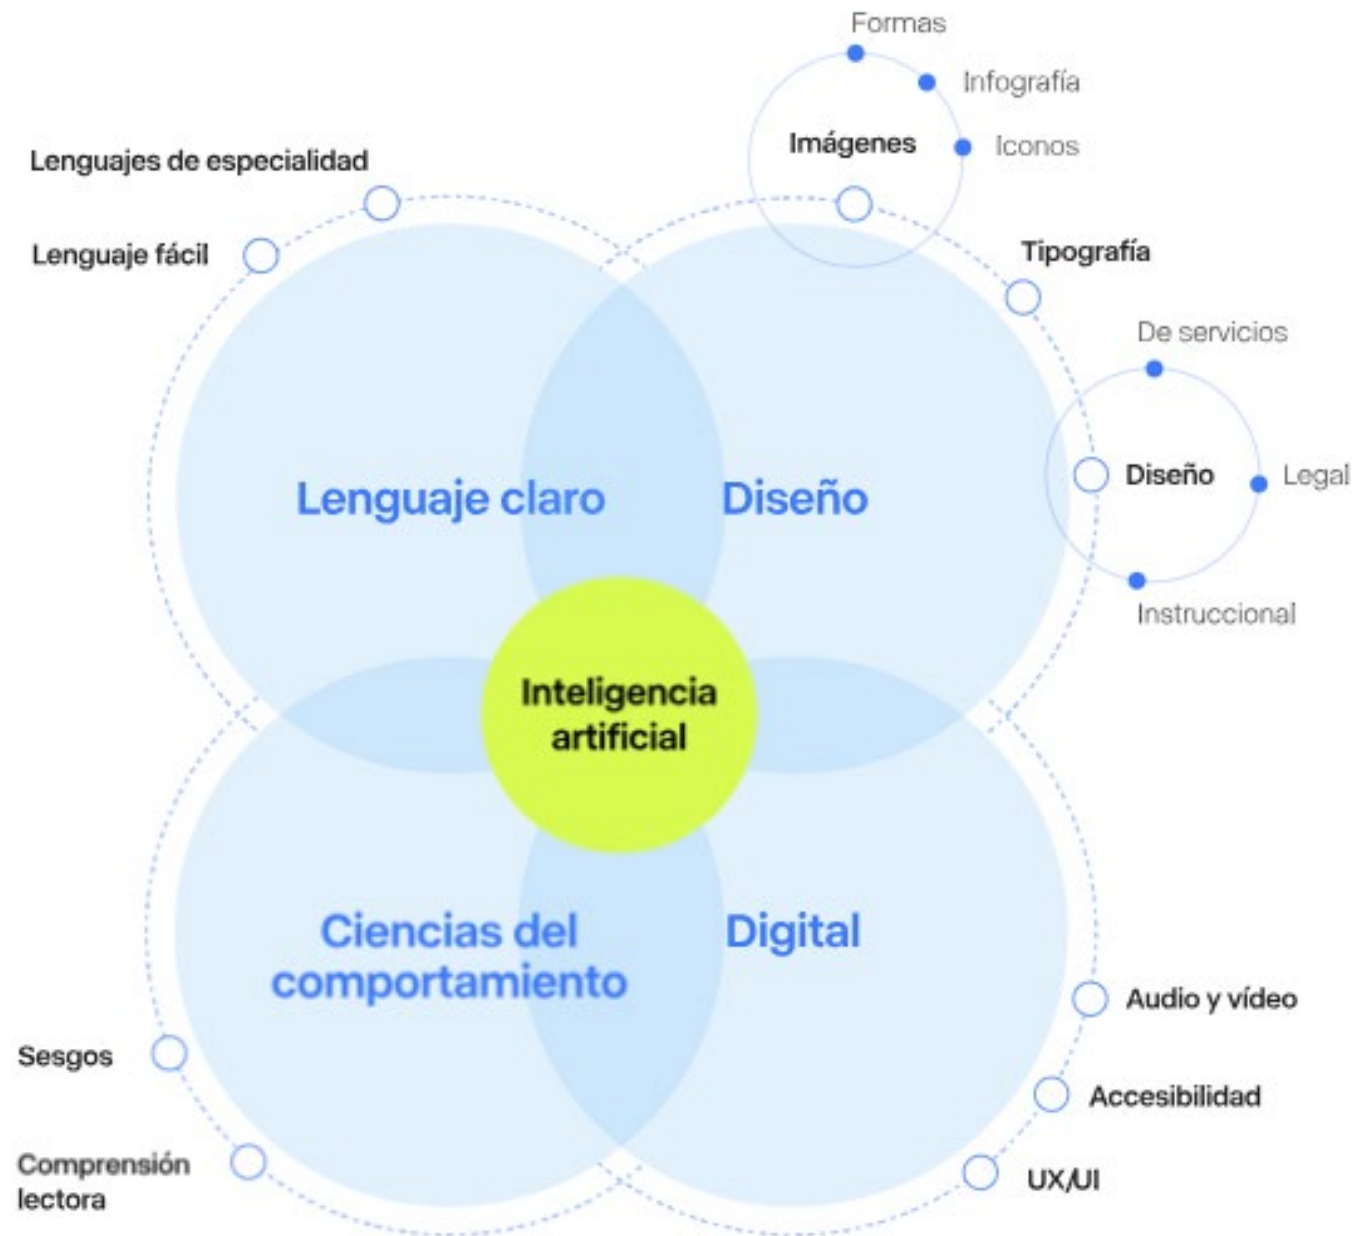 Formas
Infografía
Imágenes
Iconos
Lenguajes de especialidad
Lenguaje fácil
Tipografía
De servicios
Diseño
Legal
Instruccional
Lenguaje claro
Diseño
Inteligencia
artificial
Ciencias del
comportamiento
Digital
Audio y vídeo
Sesgos
Accesibilidad
Comprensión
lectora
UX/UI